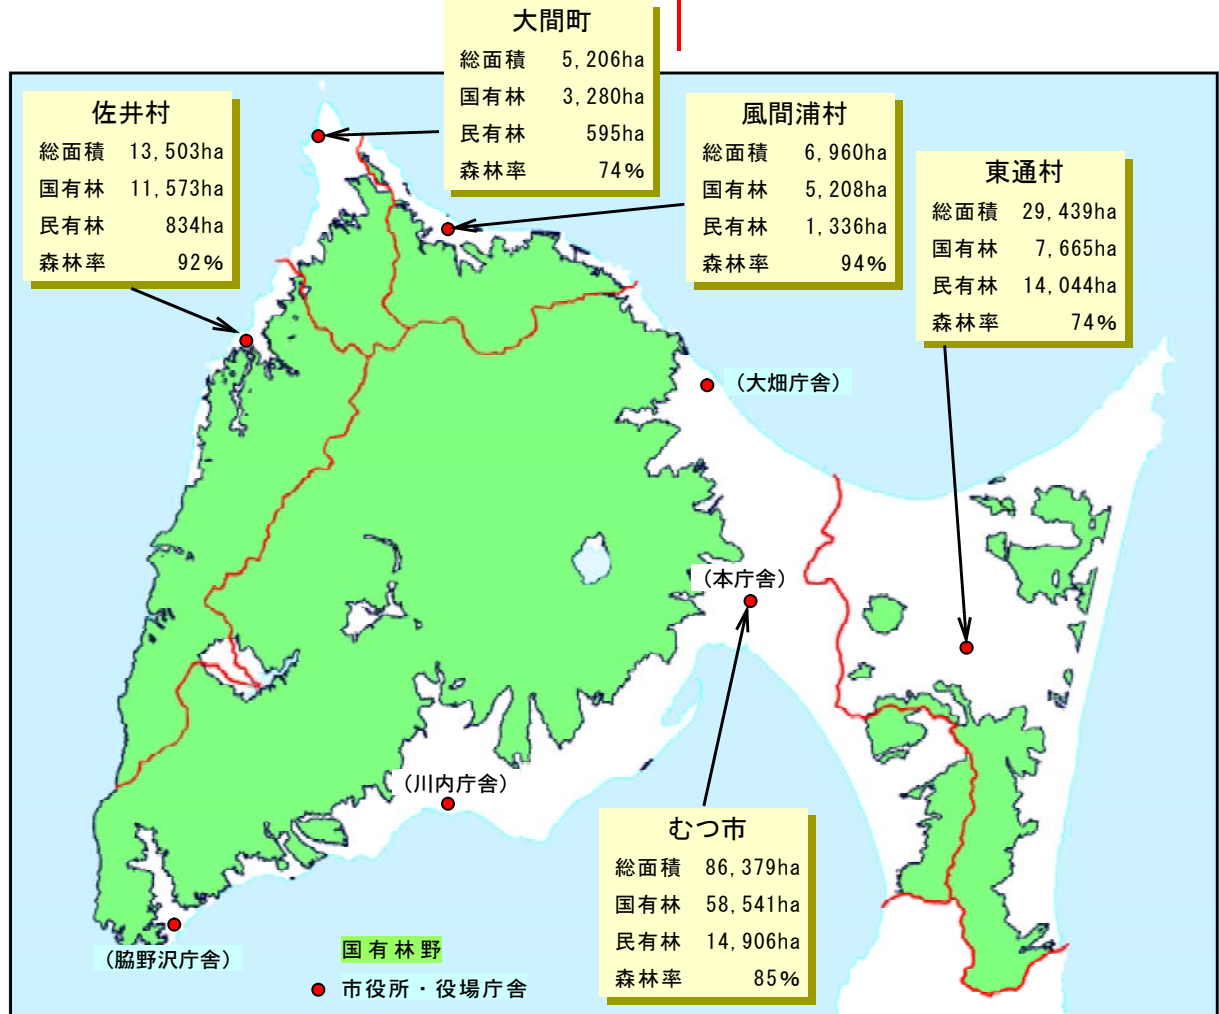 大間町
総面積 5,206ha
国有林 3,280ha
民有林 595ha
森林率 74%
佐井村
総面積 13,503ha
国有林 11,573ha
民有林 834ha
森林率 92%
風間浦村
総面積 6,960ha
国有林 5,208ha
民有林 1,336ha
森林率 94%
東通村
総面積 29,439ha
国有林 7,665ha
民有林 14,044ha
森林率 74%
(大畑庁舎)
(本庁舎)
(川内庁舎)
むつ市
総面積 86,379ha
国有林 58,541ha
民有林 14,906ha
森林率 85%
(脇野沢庁舎)
国有林野
市役所・役場庁舎